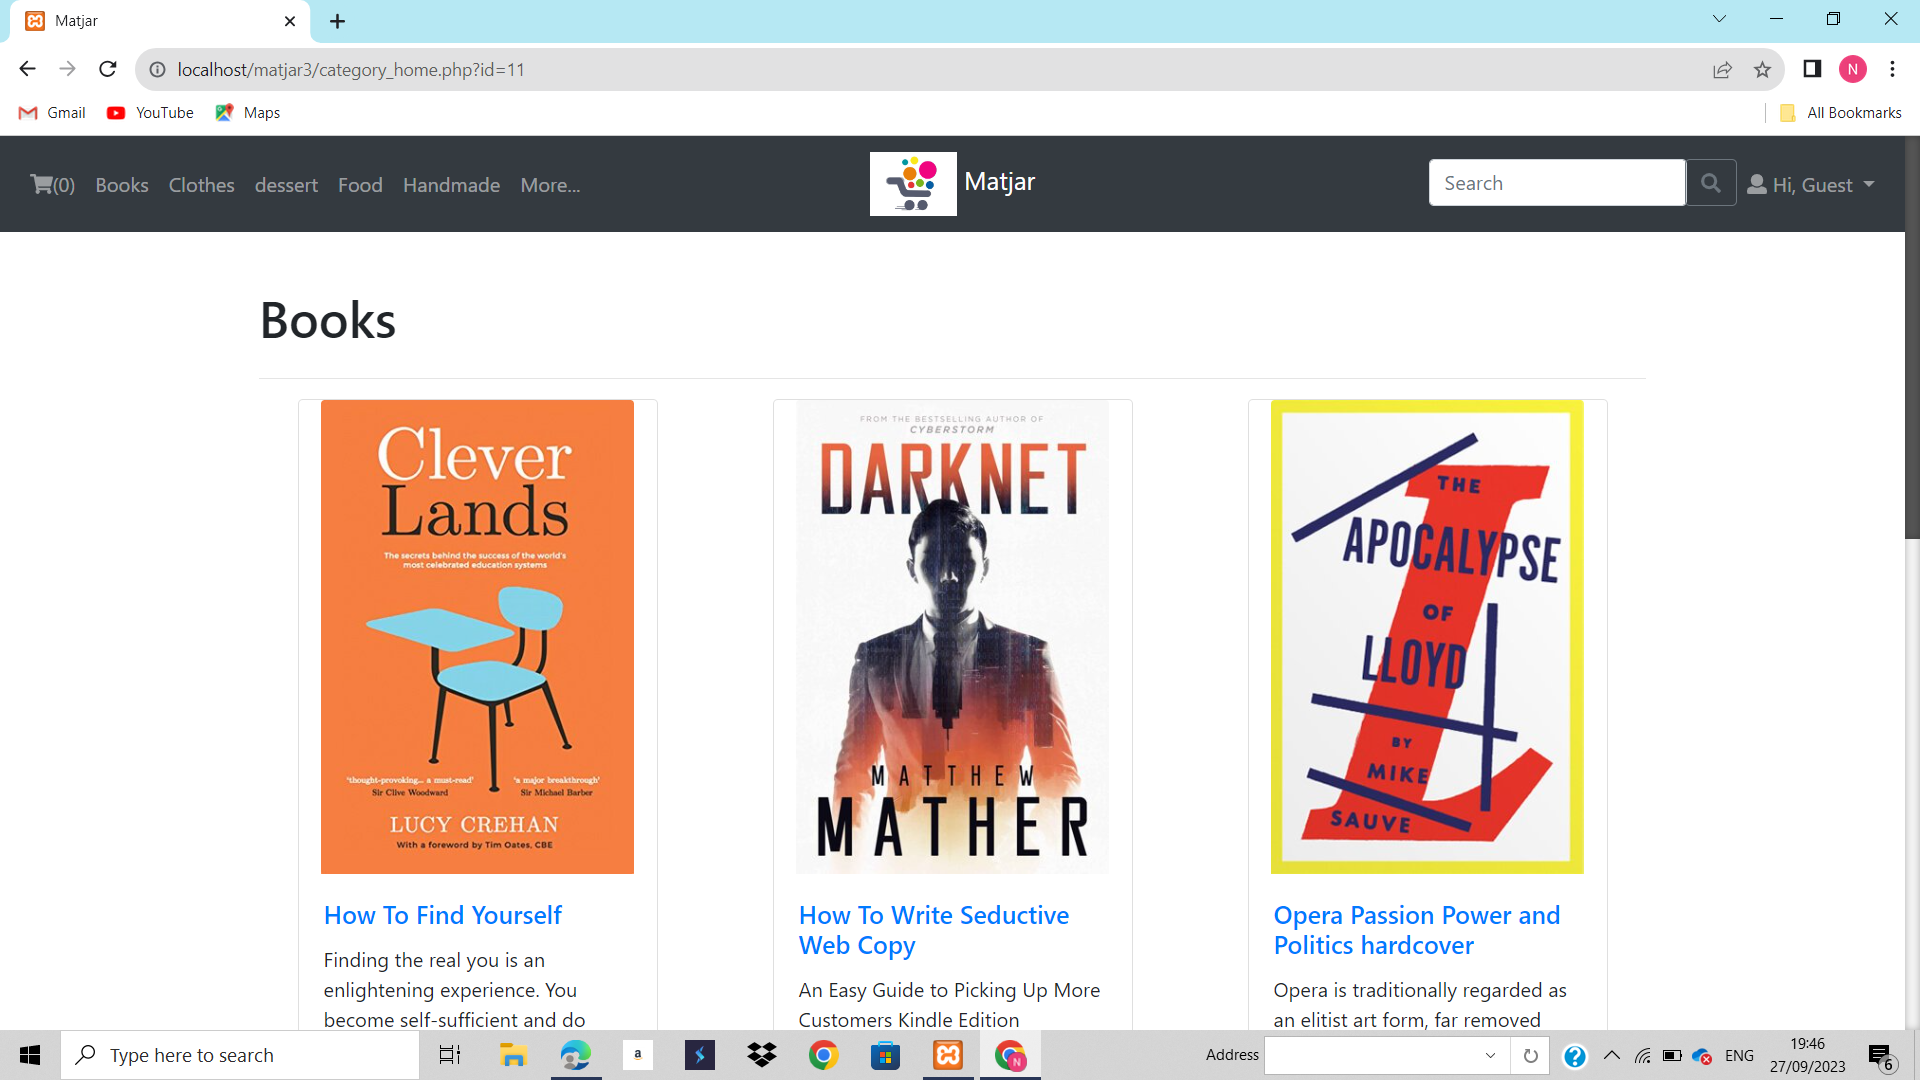 Matjar
localhost/matjar3/category_home.php?id=11
N
Gmail YouTube Maps All Bookmarks
(0) Books Clothes dessert Food Handmade More... Matjar Search Hi, Guest
Books
Clever
Lands
The secrets behind the success of the world's
most celebrated education systems
'thought-provoking... a must-read'
Sir Clive Woodward
'a major breakthrough'
Sir Michael Barber
LUCY CREHAN
With a foreword by Tim Oates, CBE
How To Find Yourself
Finding the real you is an
enlightening experience. You
become self-sufficient and do
FROM THE BESTSELLING AUTHOR OF
CYBERSTORM
DARKNET
MATTHEW
MATHER
How To Write Seductive
Web Copy
An Easy Guide to Picking Up More
Customers Kindle Edition
THE
APOCALYPSE
OF
LLOYD
BY
MIKE
SAUVE
Opera Passion Power and
Politics hardcover
Opera is traditionally regarded as
an elitist art form, far removed
Type here to search a N Address ENG 19:46
27/09/2023
6